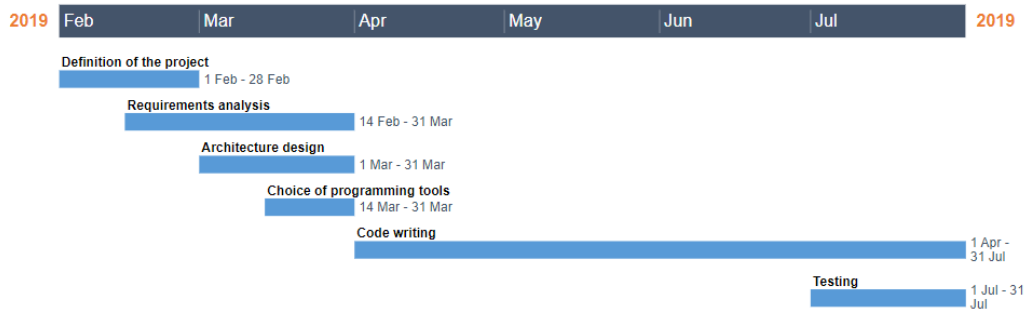 2019 Feb Mar Apr May Jun Jul 2019
Definition of the project
1 Feb - 28 Feb
Requirements analysis
14 Feb - 31 Mar
Architecture design
1 Mar - 31 Mar
Choice of programming tools
14 Mar - 31 Mar
Code writing
1 Apr -
31 Jul
Testing
1 Jul - 31
Jul